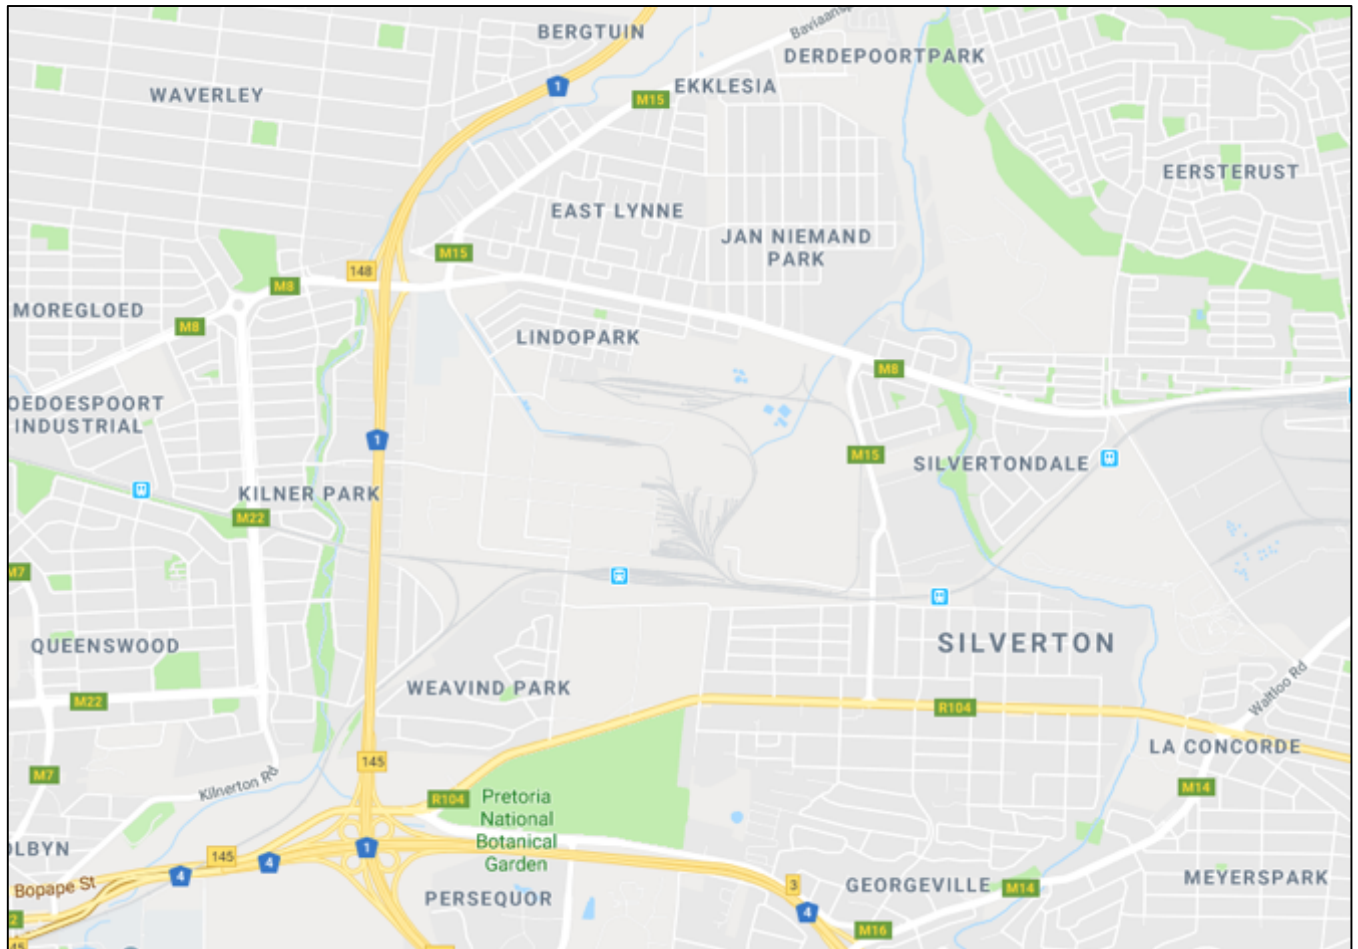 BERGTUIN
Baviaansp
DERDEPOORTPARK
1
EKKLESIA
WAVERLEY
M15
EERSTERUST
EAST LYNNE
JAN NIEMAND
PARK
M15
148
M8
MOREGLOED
M8
LINDOPARK
M8
OEDOESPOORT
INDUSTRIAL
1
M15
SILVERTONDALE
KILNER PARK
M22
M7
SILVERTON
QUEENSWOOD
WEAVIND PARK
Waltloo Rd
M22
R104
LA CONCORDE
145
M7
Kilnerton Rd
M14
R104
Pretoria
National
Botanical
Garden
OLBYN
145
1
4
4
Bopape St
3
GEORGEVILLE
M14
MEYERSPARK
PERSEQUOR
4
2
M16
45